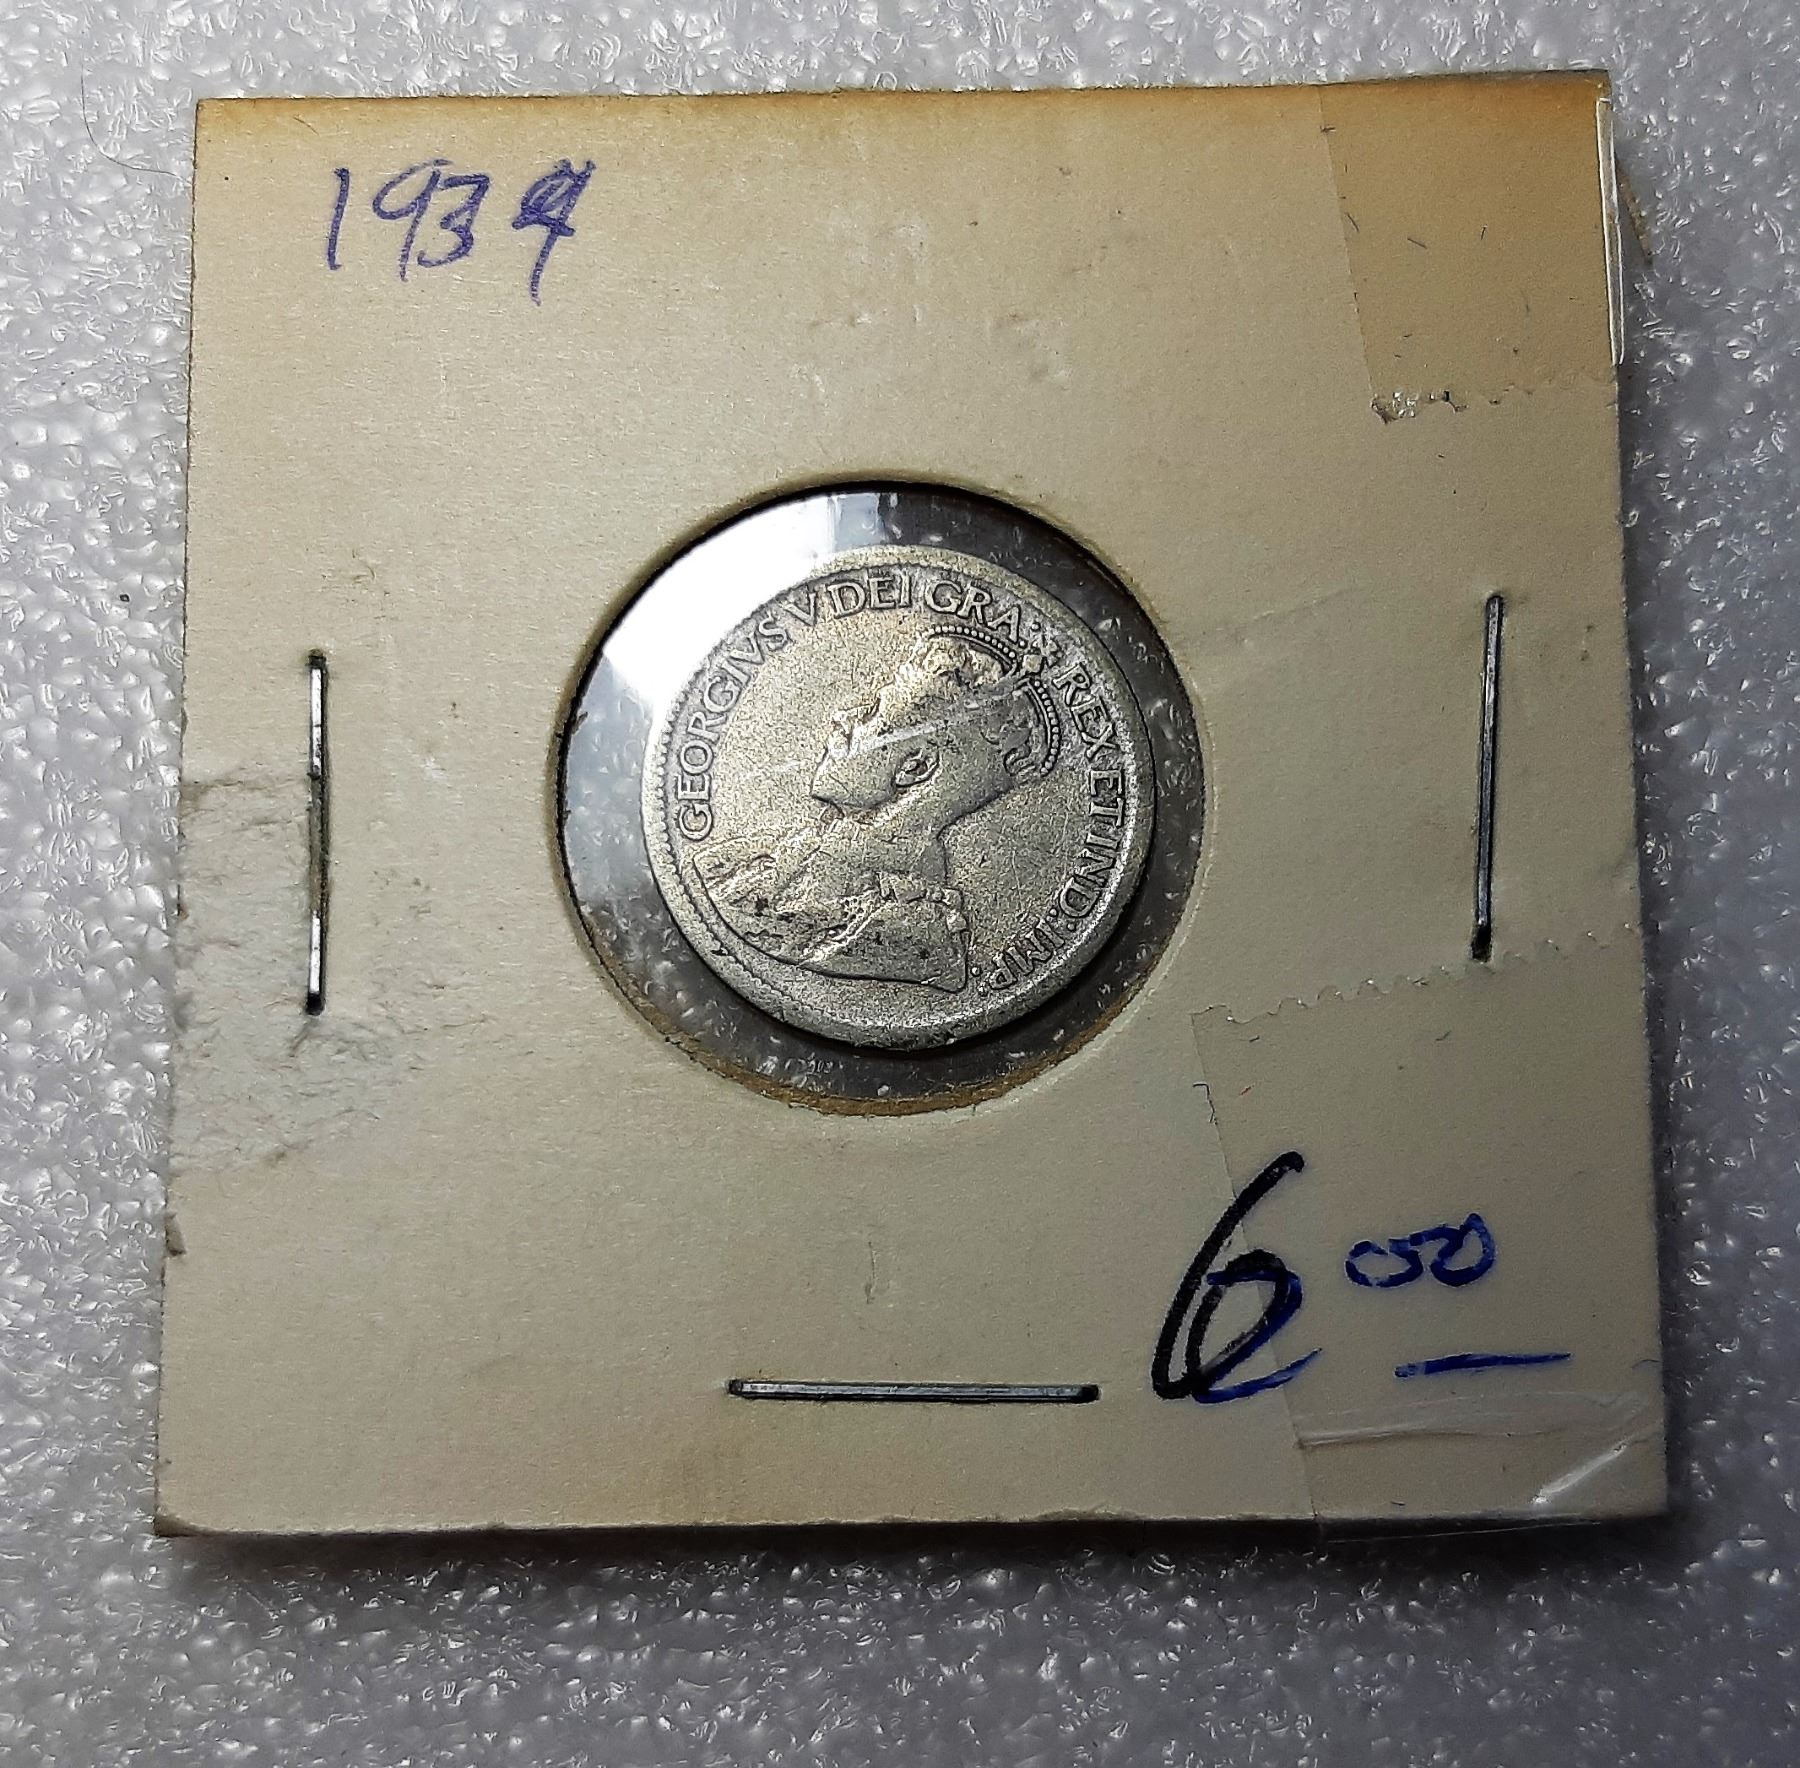 1934
GEORGIVS V DEI GRA: REX ET IND: IMP:
6 00